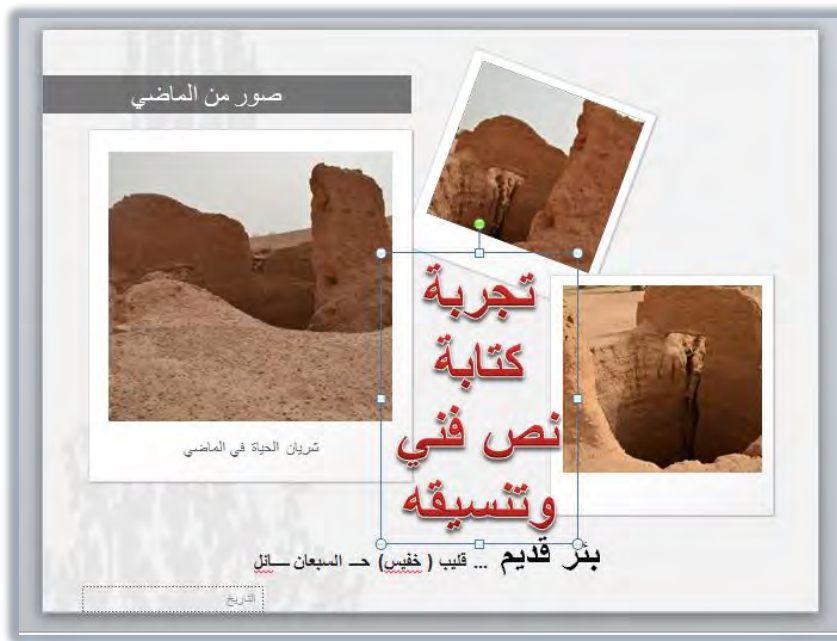 صور من الماضي
تجربة
كتابة
نص فني
وتنسيقه
شريان الحياة في الماضي
بئر قديم ... قليب ( خفيس) حـ السبعان ــانل
التاريخ